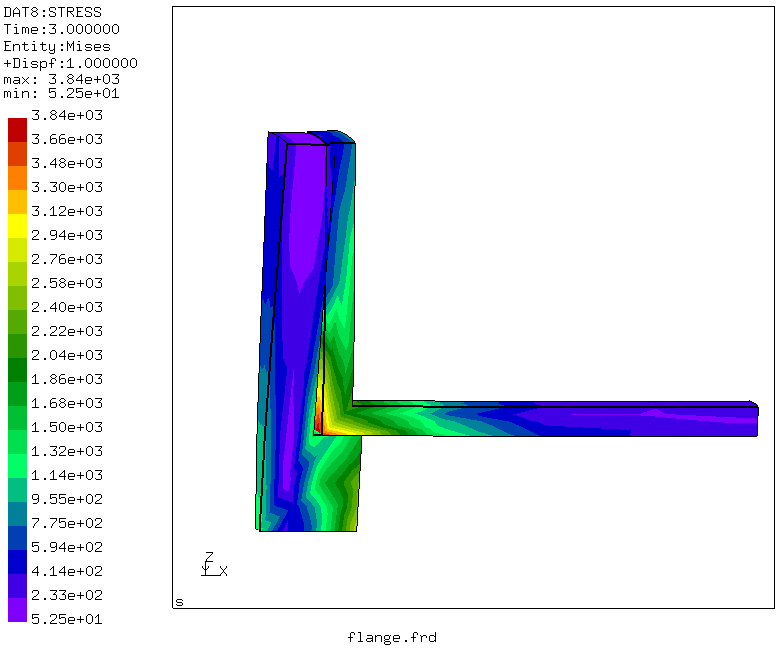 DAT8:STRESS
Time:3.000000
Entity:Mises
+Dispf:1.000000
max: 3.84e+03
min: 5.25e+01
3.84e+03
3.66e+03
3.48e+03
3.30e+03
3.12e+03
2.94e+03
2.76e+03
2.58e+03
2.40e+03
2.22e+03
2.04e+03
1.86e+03
1.68e+03
1.50e+03
1.32e+03
1.14e+03
9.55e+02
7.75e+02
5.94e+02
4.14e+02
2.33e+02
5.25e+01
Z
X
s
flange.frd